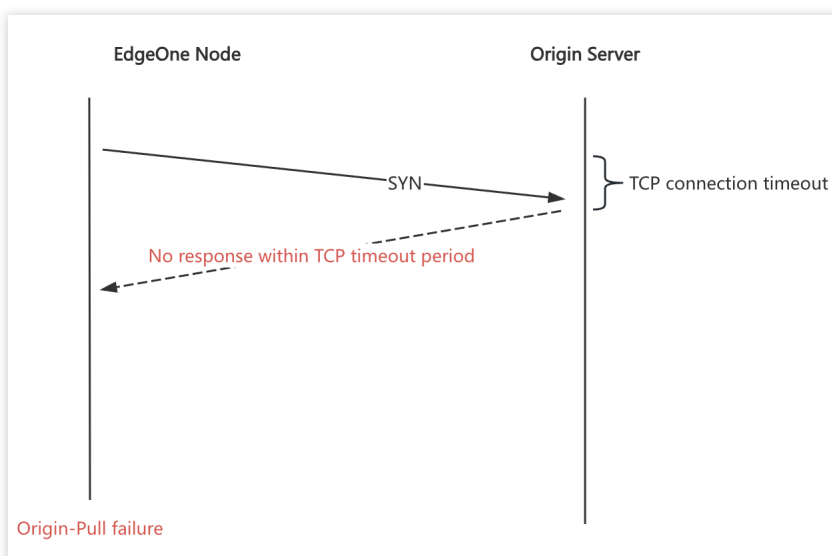 EdgeOne Node
Origin Server
SYN
TCP connection timeout
No response within TCP timeout period
Origin-Pull failure